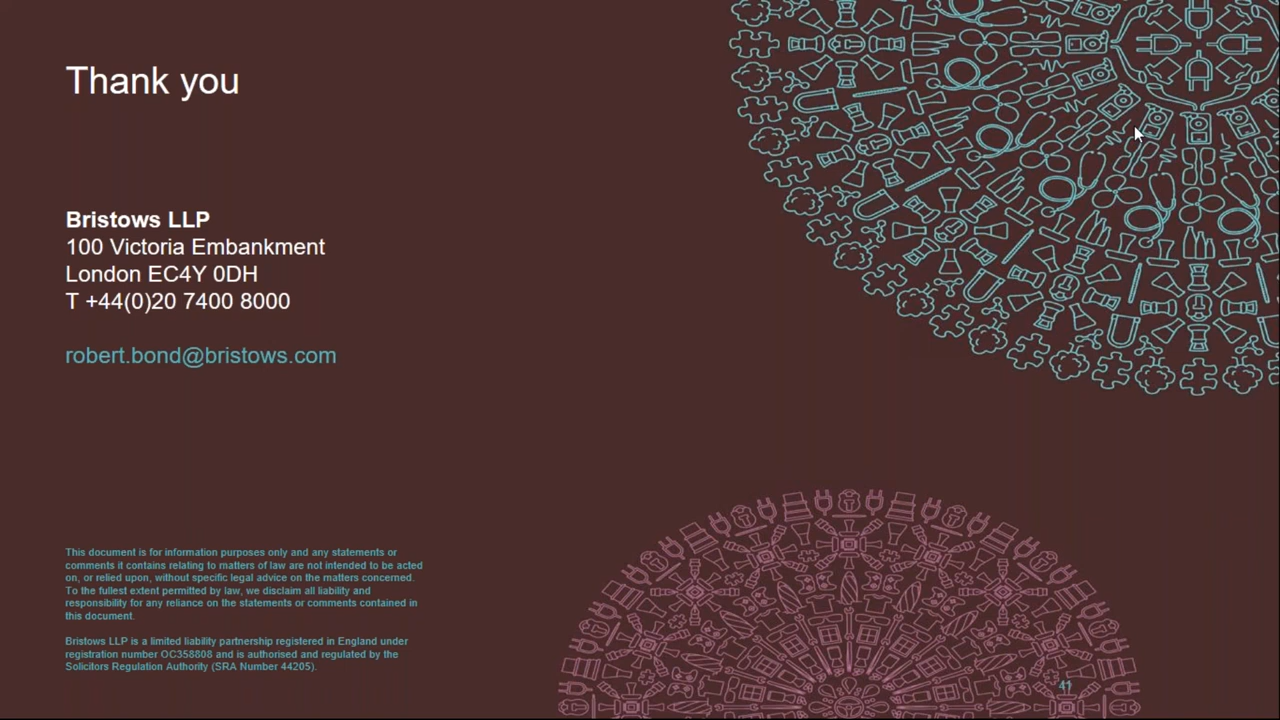 Thank you
Bristows LLP
100 Victoria Embankment
London EC4Y 0DH
T +44(0)20 7400 8000
robert.bond@bristows.com
This document is for information purposes only and any statements or
comments it contains relating to matters of law are not intended to be acted
on, or relied upon, without specific legal advice on the matters concerned.
To the fullest extent permitted by law, we disclaim all liability and
responsibility for any reliance on the statements or comments contained in
this document.
Bristows LLP is a limited liability partnership registered in England under
registration number OC358808 and is authorised and regulated by the
Solicitors Regulation Authority (SRA Number 44205).
41